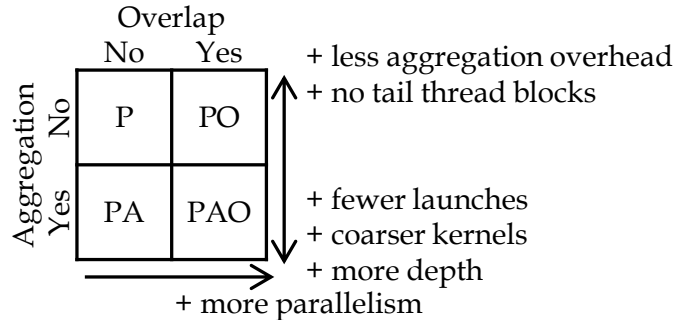 Overlap
No Yes
+ less aggregation overhead
+ no tail thread blocks
Aggregation
No
Yes
P PO
PA PAO
+ fewer launches
+ coarser kernels
+ more depth
+ more parallelism